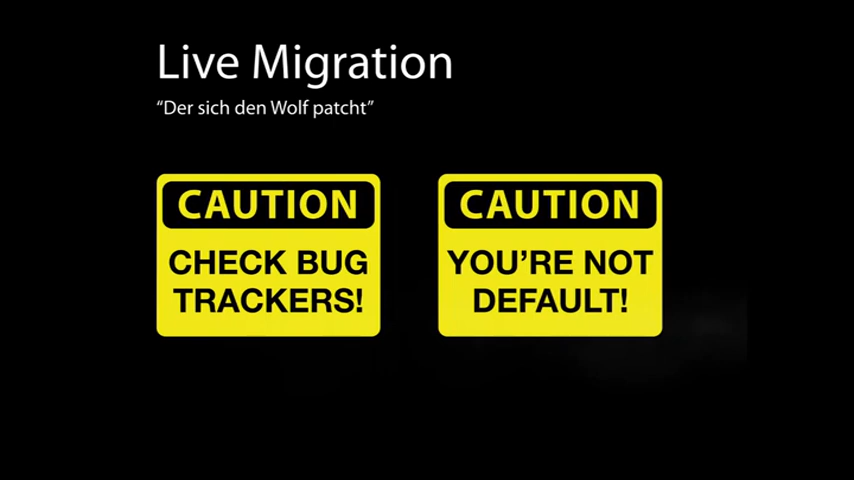 Live Migration
“Der sich den Wolf patcht”
CAUTION
CHECK BUG
TRACKERS!
CAUTION
YOU’RE NOT
DEFAULT!